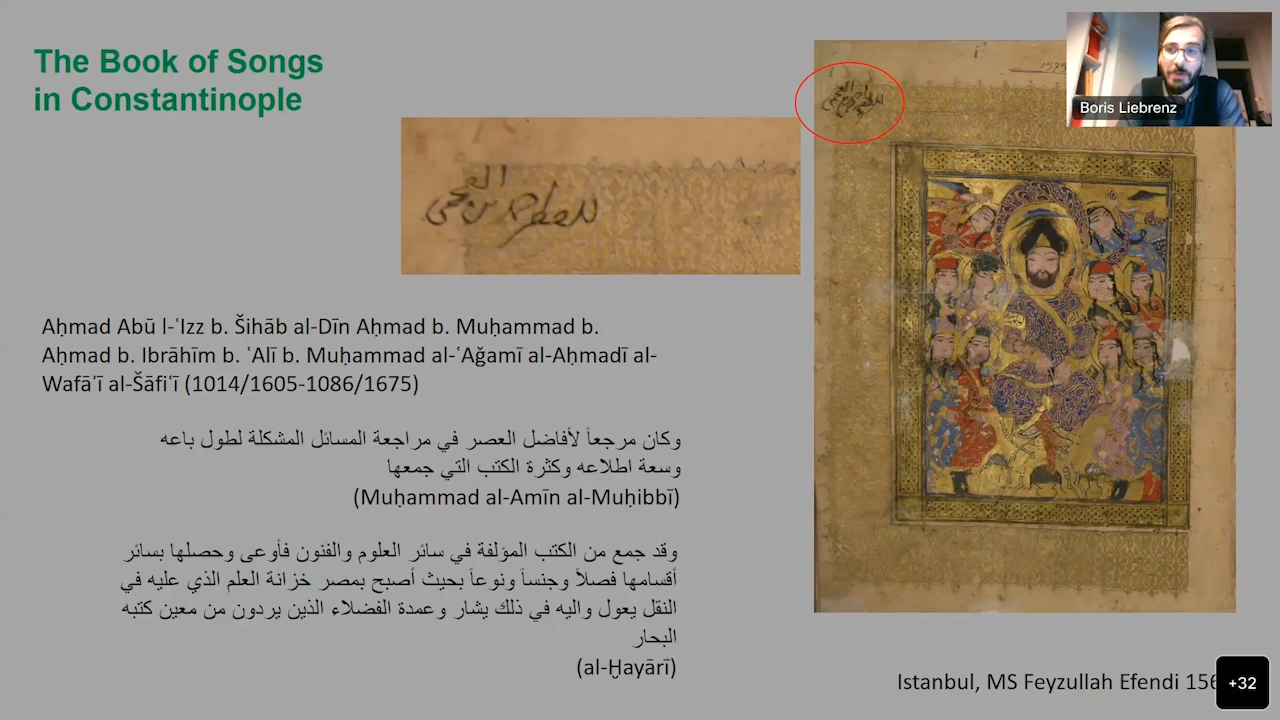 The Book of Songs
in Constantinople
Boris Liebrenz
Aḥmad Abū l-ʿIzz b. Šihāb al-Dīn Aḥmad b. Muḥammad b.
Aḥmad b. Ibrāhīm b. ʿAlī b. Muḥammad al-ʿAǧamī al-Aḥmadī al-
Wafāʾī al-Šāfiʿī (1014/1605-1086/1675)
وكان مرجعاً لأفاضل العصر في مراجعة المسائل المشكلة لطول باعه
وسعة اطلاعه وكثرة الكتب التي جمعها
(Muḥammad al-Amīn al-Muḥibbī)
وقد جمع من الكتب المؤلفة في سائر العلوم والفنون فأوعى وحصلها بسائر
أقسامها فصلاً وجنساً ونوعاً بحيث أصبح بمصر خزانة العلم الذي عليه في
النقل يعول واليه في ذلك يشار وعمدة الفضلاء الذين يردون من معين كتبه
البحار
(al-Ḫayārī)
Istanbul, MS Feyzullah Efendi
+32